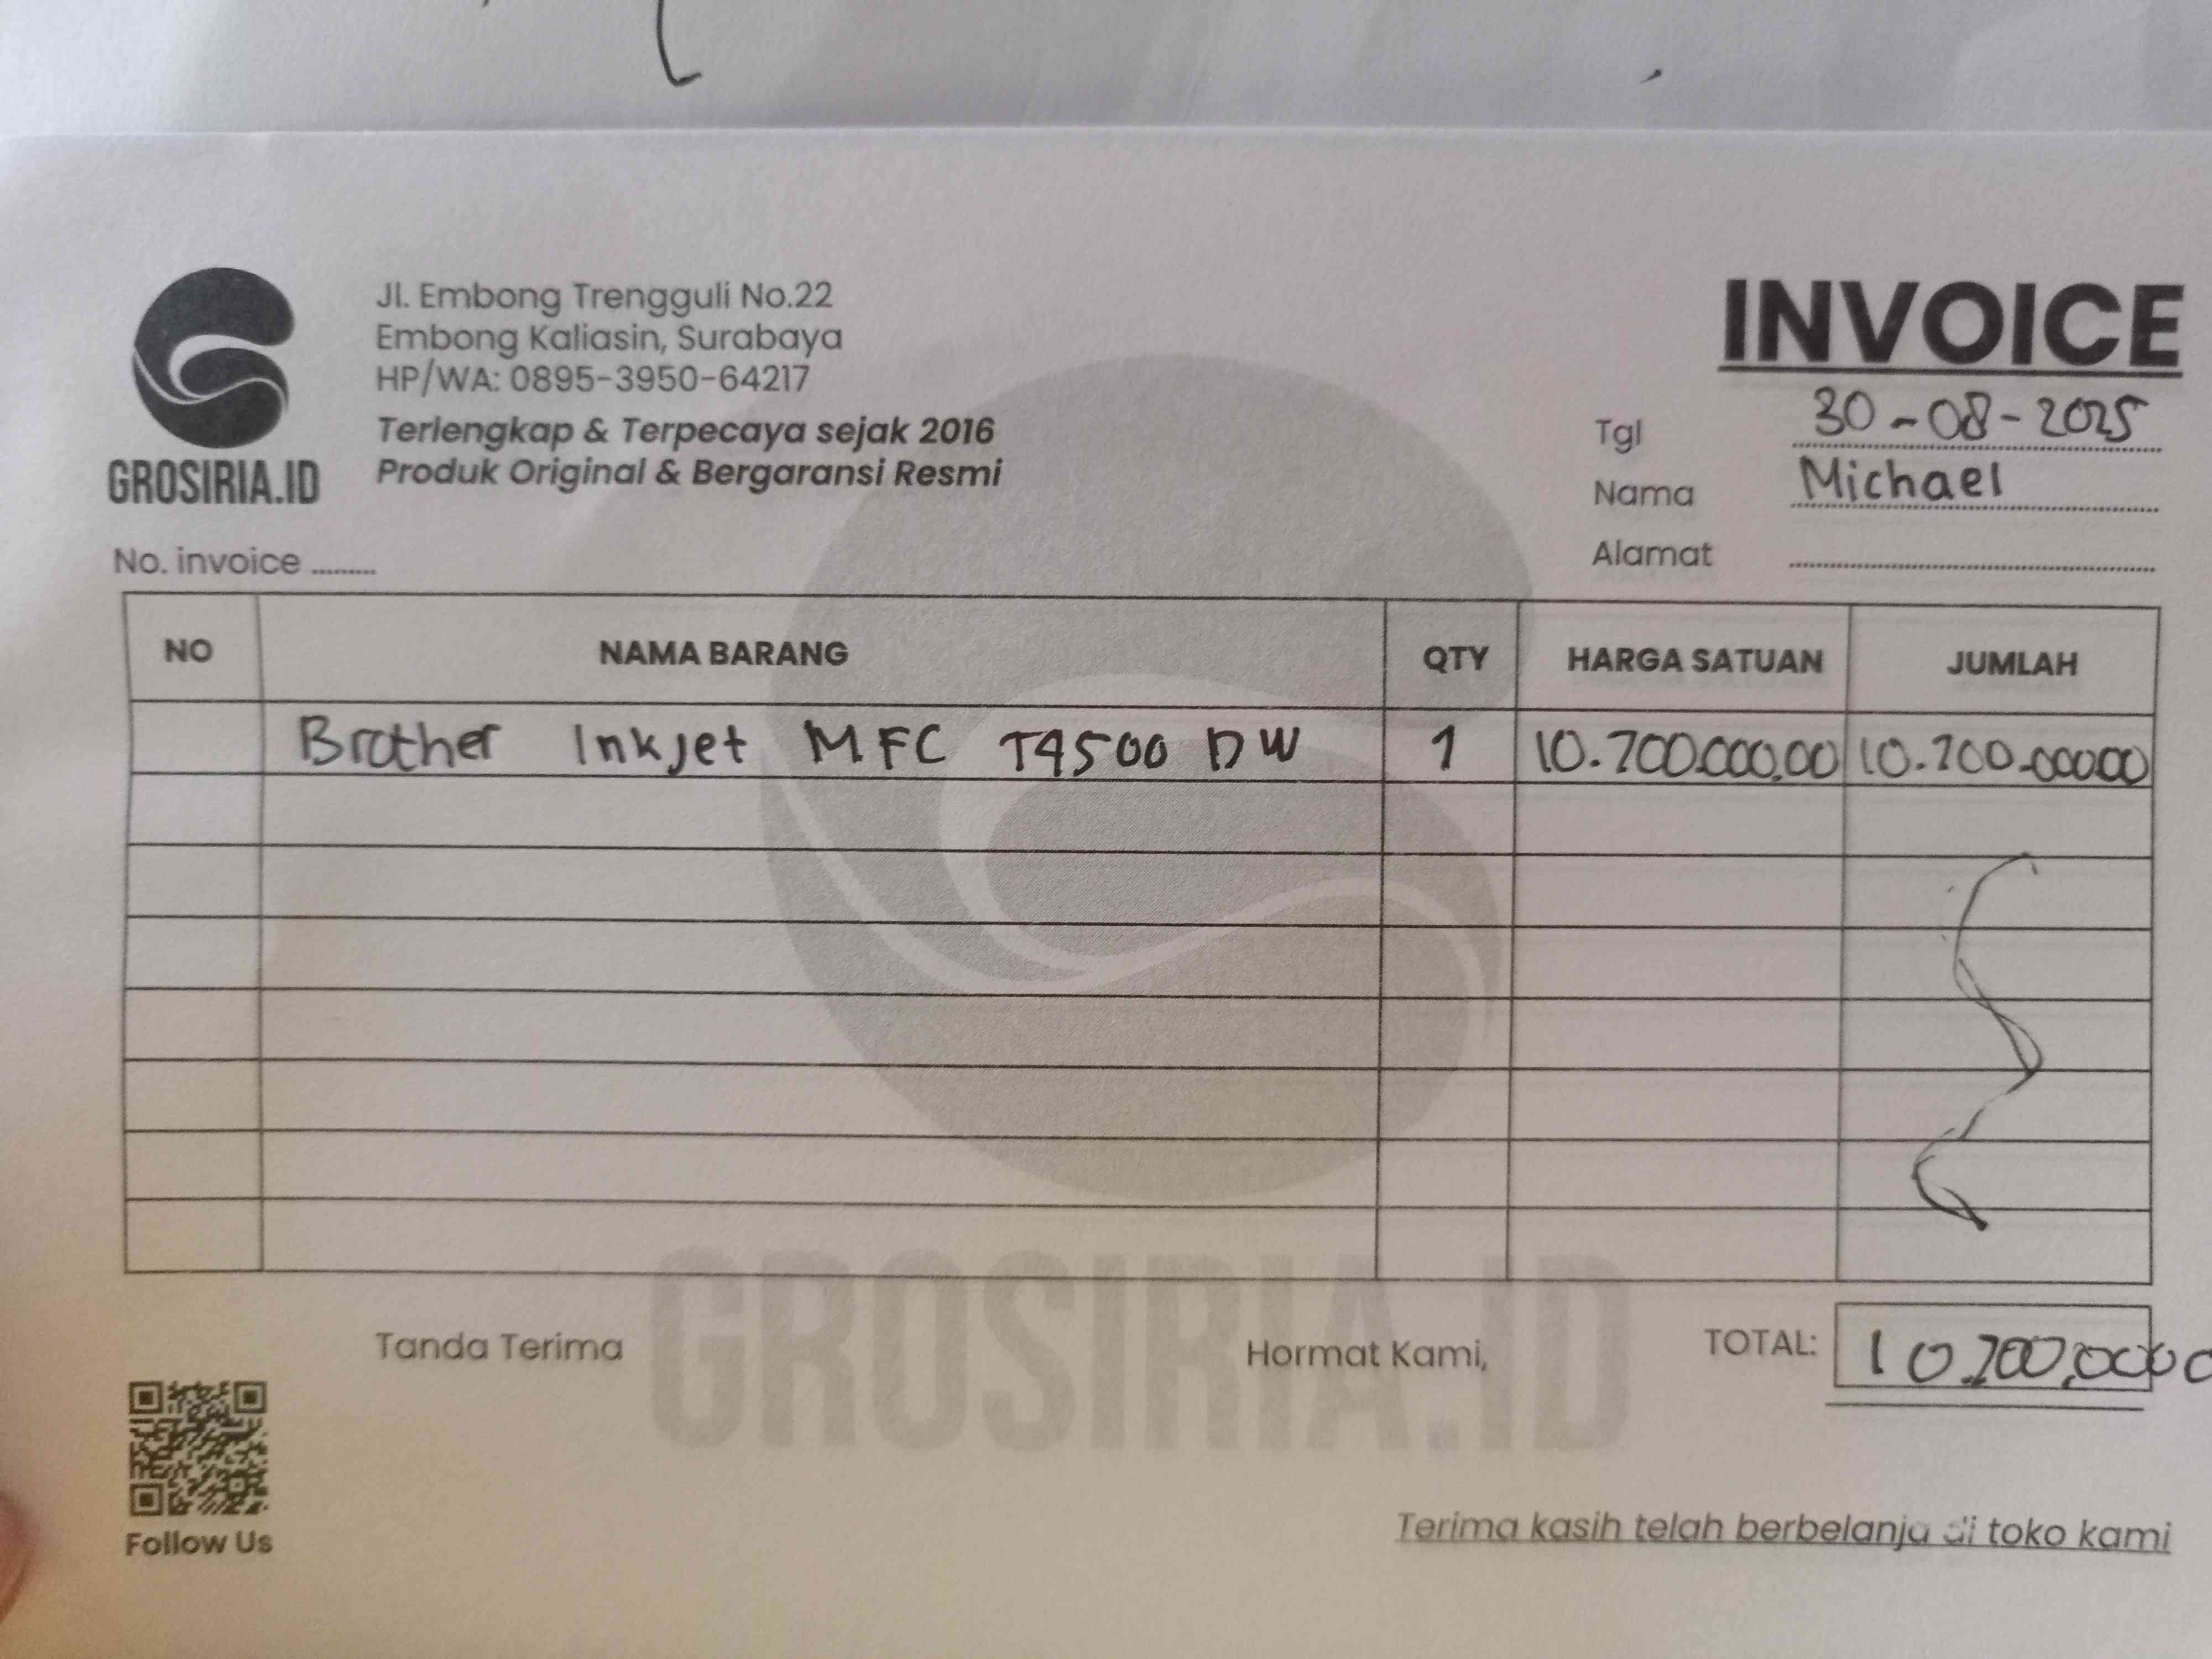 Jl. Embong Trengguli No.22
Embong Kaliasin, Surabaya
HP/WA: 0895-3950-64217
Terlengkap & Terpecaya sejak 2016
Produk Original & Bergaransi Resmi
GROSIRIA.ID
INVOICE
Tgl 30-08-2025
Nama Michael
Alamat
No. invoice .........
NO NAMA BARANG QTY HARGA SATUAN JUMLAH
Brother Inkjet MFC T4500 DW 1 10.700.000,00 10.700.000,00
GROSIRIA.ID
Tanda Terima Hormat Kami, TOTAL: 10.700.000
Follow Us
Terima kasih telah berbelanja di toko kami